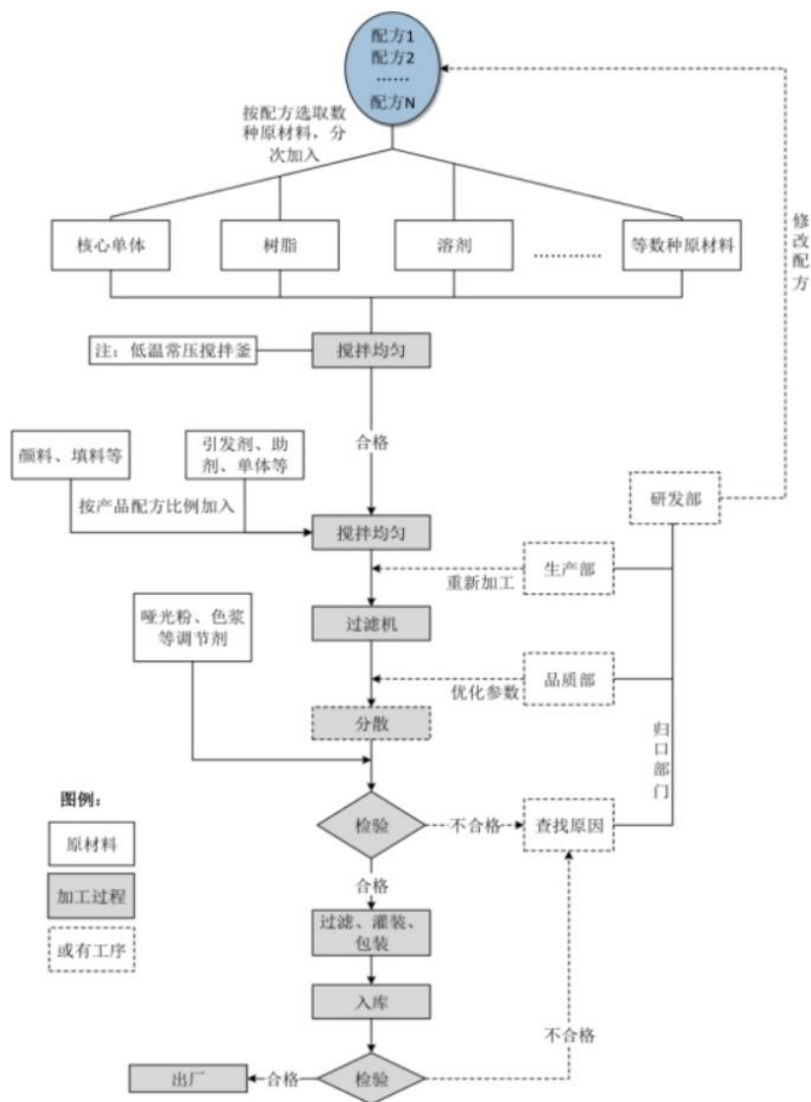 配方1
配方2
……
配方N
按配方选取数
种原材料，分
次加入
核心单体
树脂
溶剂
…………
等数种原材料
修改配方
注：低温常压搅拌釜
搅拌均匀
合格
颜料、填料等
引发剂、助
剂、单体等
按产品配方比例加入
搅拌均匀
研发部
重新加工
生产部
哑光粉、色浆
等调节剂
过滤机
优化参数
品质部
分散
归口部门
图例：
原材料
加工过程
或有工序
检验
不合格
查找原因
合格
过滤、灌装、
包装
入库
不合格
出厂
合格
检验